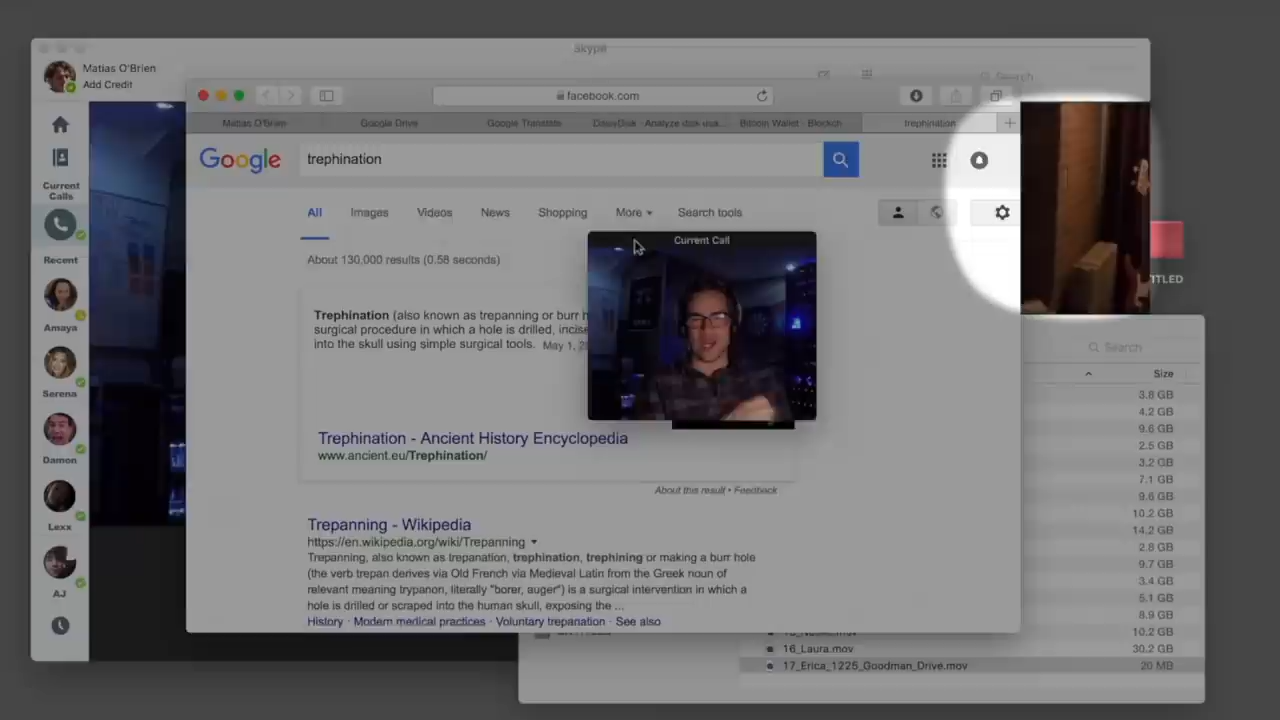 skype
Matias O'Brien
Add Credit
Search
facebook.com
Matias O'Brien
Google Drive
Google Translate
DaisyDisk - Analyze disk usa...
Bitcoin Wallet - Blockch
trephination
Google
trephination
Current
Calls
All
Images
Videos
News
Shopping
More
Search tools
Recent
Current Call
About 130,000 results (0.58 seconds)
ITLED
Trephination (also known as trepanning or burr h
surgical procedure in which a hole is drilled, incise
into the skull using simple surgical tools. May 1, 2
Amaya
Search
Size
Serena
3.8 GB
4.2 GB
9.6 GB
2.5 GB
3.2 GB
7.1 GB
9.6 GB
10.2 GB
14.2 GB
2.8 GB
9.7 GB
3.4 GB
5.1 GB
8.9 GB
10.2 GB
Trephination - Ancient History Encyclopedia
www.ancient.eu/Trephination/
Damon
About this result • Feedback
Lexx
Trepanning - Wikipedia
https://en.wikipedia.org/wiki/Trepanning
Trepanning, also known as trepanation, trephination, trephining or making a burr hole
(the verb trepan derives via Old French via Medieval Latin from the Greek noun of
relevant meaning trypanon, literally "borer, auger") is a surgical intervention in which a
hole is drilled or scraped into the human skull, exposing the ...
History · Modern medical practices · Voluntary trepanation · See also
AJ
16_Laura.mov
30.2 GB
17_Erica_1225_Goodman_Drive.mov
20 MB